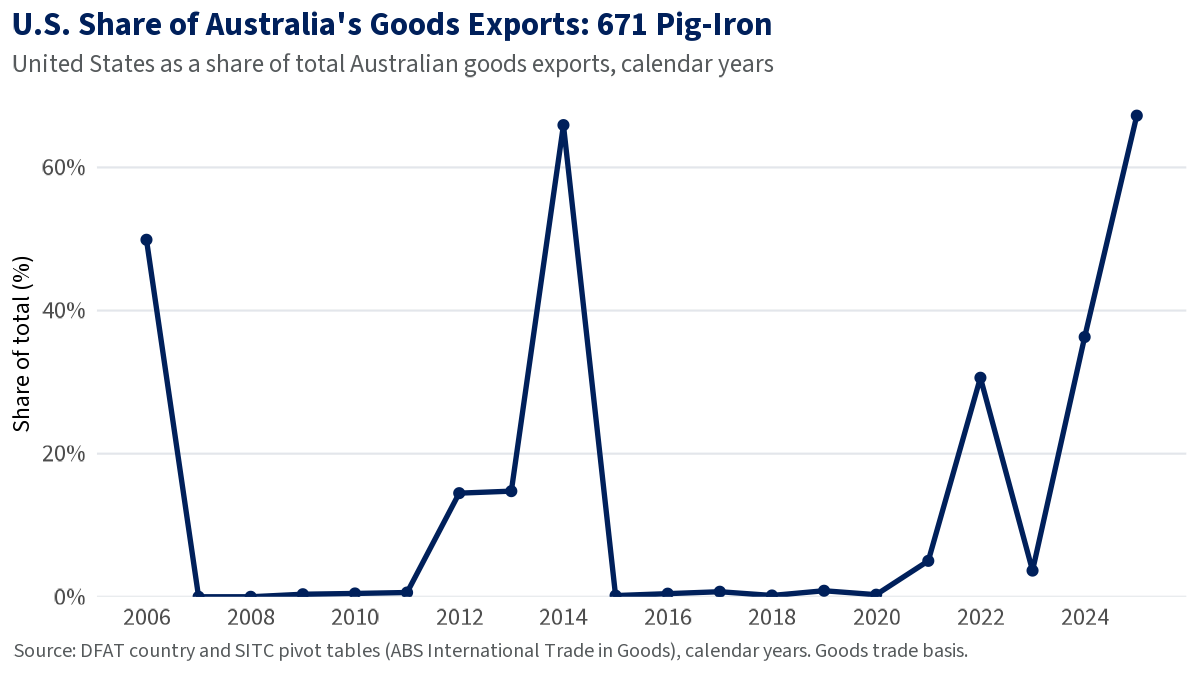 U.S. Share of Australia's Goods Exports: 671 Pig-Iron
United States as a share of total Australian goods exports, calendar years
Share of total (%)
60%
40%
20%
0%
2006 2008 2010 2012 2014 2016 2018 2020 2022 2024
Source: DFAT country and SITC pivot tables (ABS International Trade in Goods), calendar years. Goods trade basis.